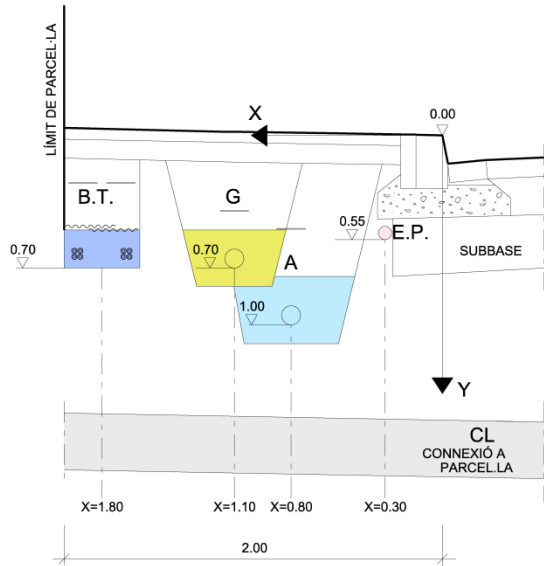 LÍMIT DE PARCEL·LA
X
0.00
B.T.
G
0.55
E.P.
0.70
0.70
A
SUBBASE
1.00
Y
CL
CONNEXIÓ A
PARCEL.LA
X=1.80
X=1.10
X=0.80
X=0.30
2.00